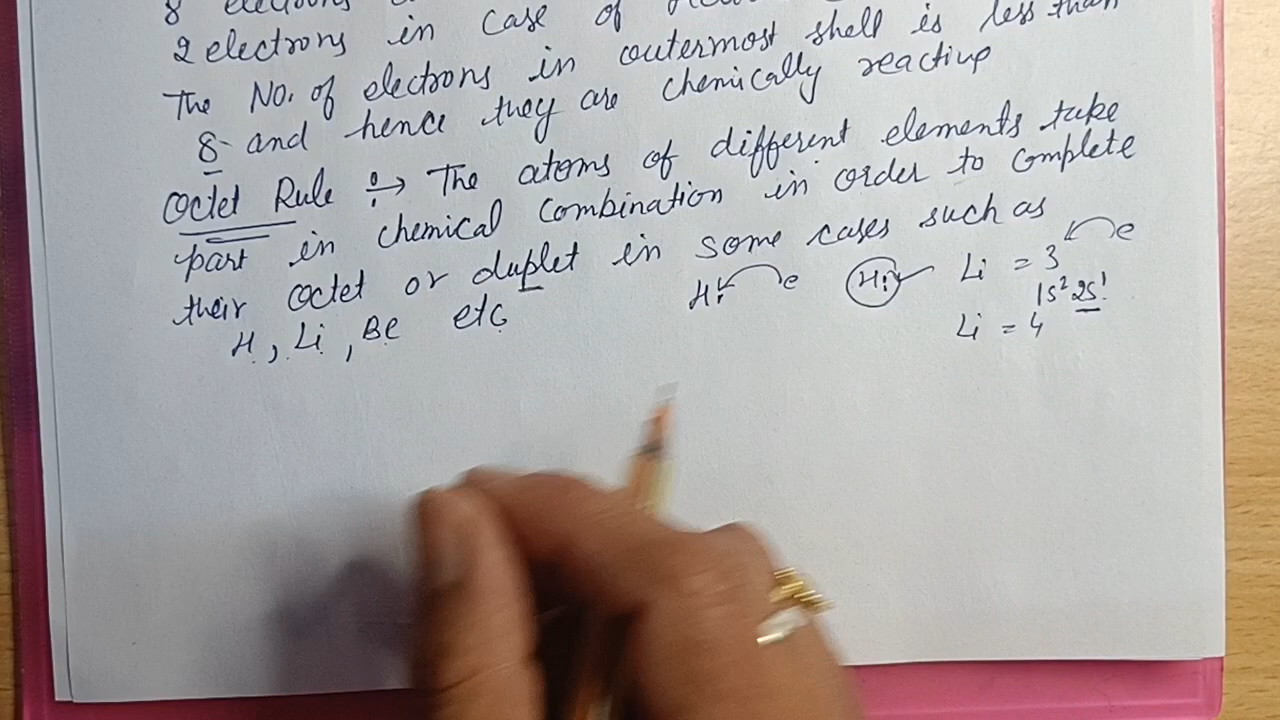 8 electrons
2 electrons in case of
The No. of electrons in outermost shell is less than
8 and hence they are chemically reactive
Octet Rule :→ The atoms of different elements take
part in chemical combination in order to complete
their octet or duplet in some cases such as
H, Li, Be etc
H: e H: Li = 3 e
1s² 2s¹
Li = 4